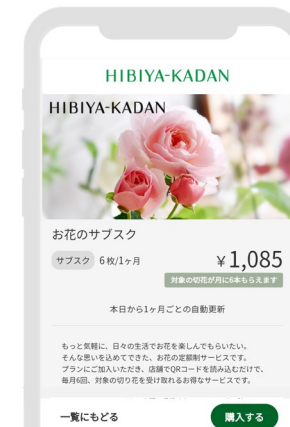 HIBIYA-KADAN
HIBIYA-KADAN
お花のサブスク
サブスク 6枚/1ヶ月 ¥1,085
対象の切花が月に6本もらえます
本日から1ヶ月ごとの自動更新
もっと気軽に、日々の生活でお花を楽しんでもらいたい。
そんな思いを込めてできた、お花の定額制サービスです。
プランにご加入いただき、店舗でQRコードを読み込むだけで、
毎月6回、対象の切り花を受け取れるお得なサービスです。
一覧にもどる 購入する